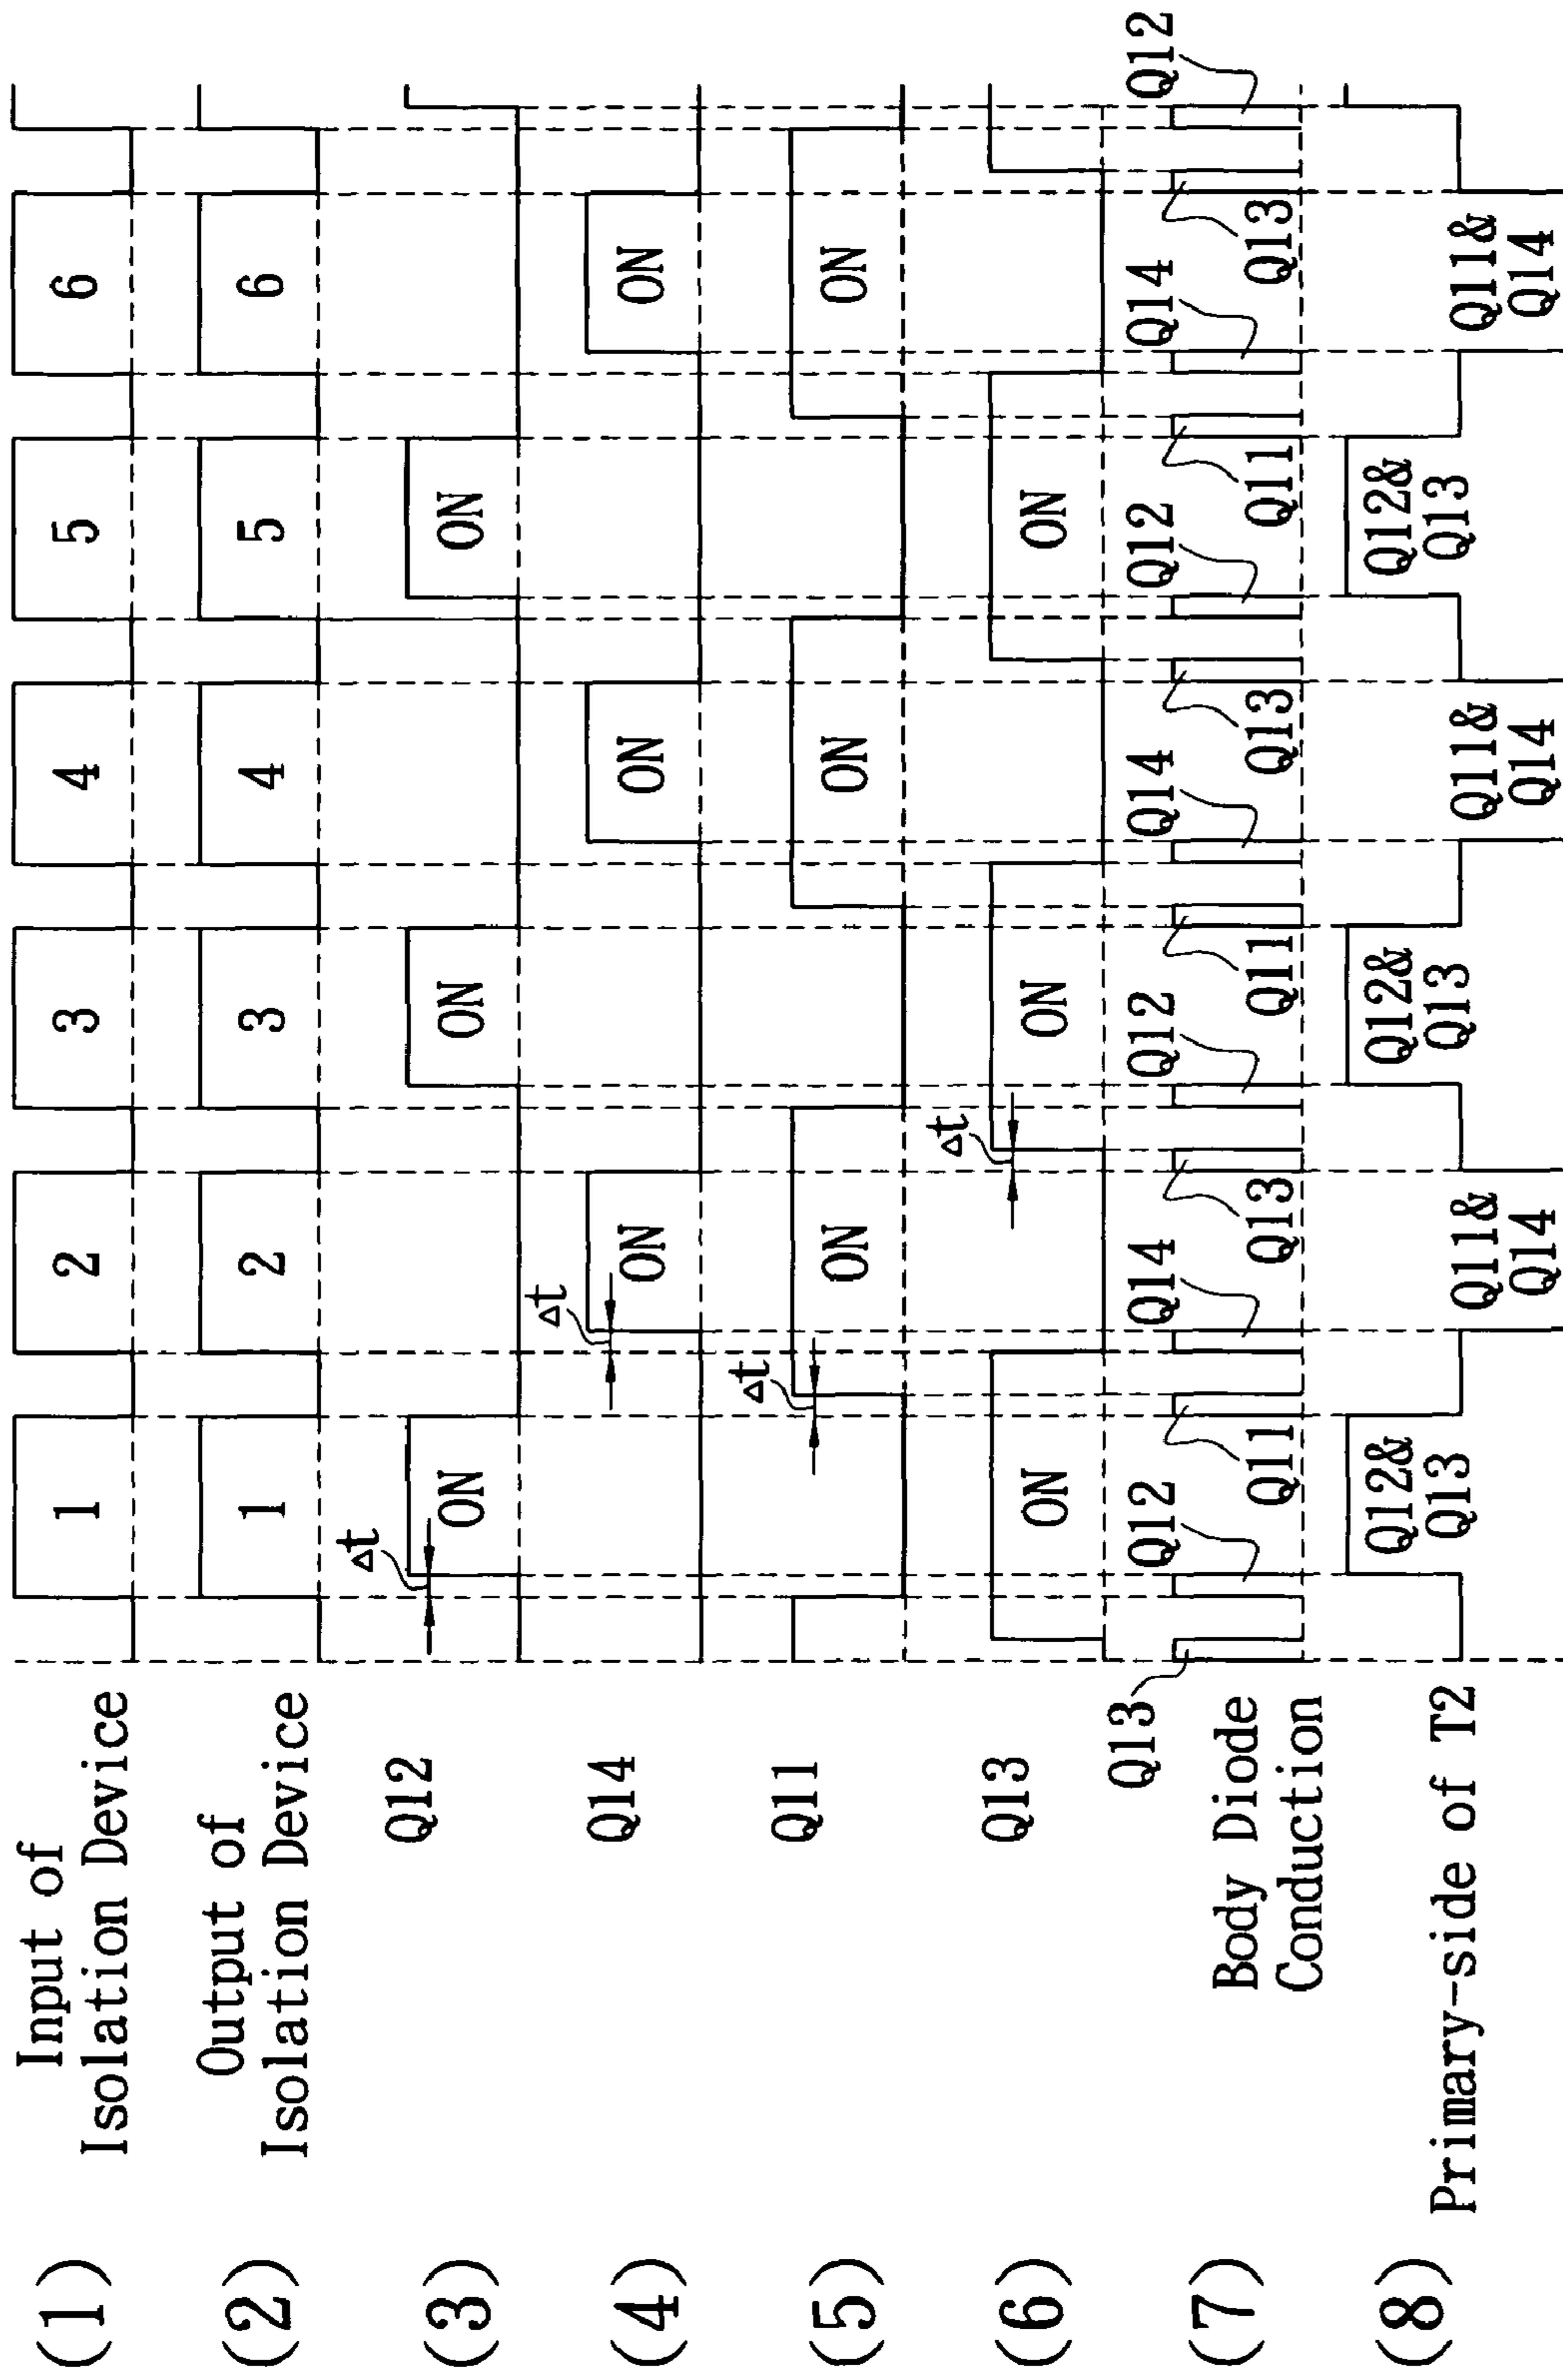 (1) Input of
Isolation Device
1 2 3 4 5 6
(2) Output of
Isolation Device
1 2 3 4 5 6
Δt
(3) Q12 ON ON ON
Δt
(4) Q14 ON ON ON
Δt
(5) Q11 ON ON ON
Δt
(6) Q13 ON ON ON
Q13 Q12 Q14 Q12 Q14 Q12 Q14 Q12
(7) Body Diode
Conduction
Q11 Q13 Q11 Q13 Q11 Q13
(8) Primary-side of T2
Q12& Q12& Q12&
Q13 Q13 Q13
Q11& Q11& Q11&
Q14 Q14 Q14